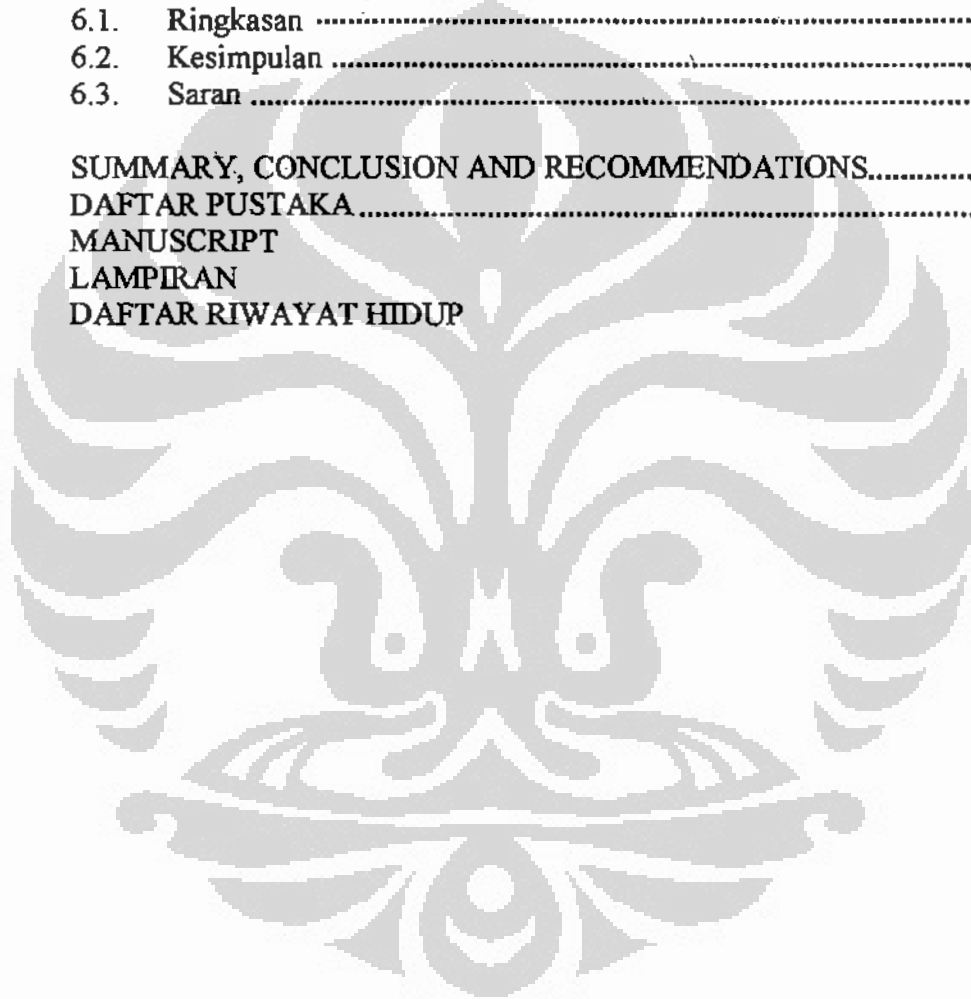 6.1. Ringkasan ........................................................................
6.2. Kesimpulan ........................................................................
6.3. Saran ........................................................................
SUMMARY, CONCLUSION AND RECOMMENDATIONS............
DAFTAR PUSTAKA ........................................................................
MANUSCRIPT
LAMPIRAN
DAFTAR RIWAYAT HIDUP